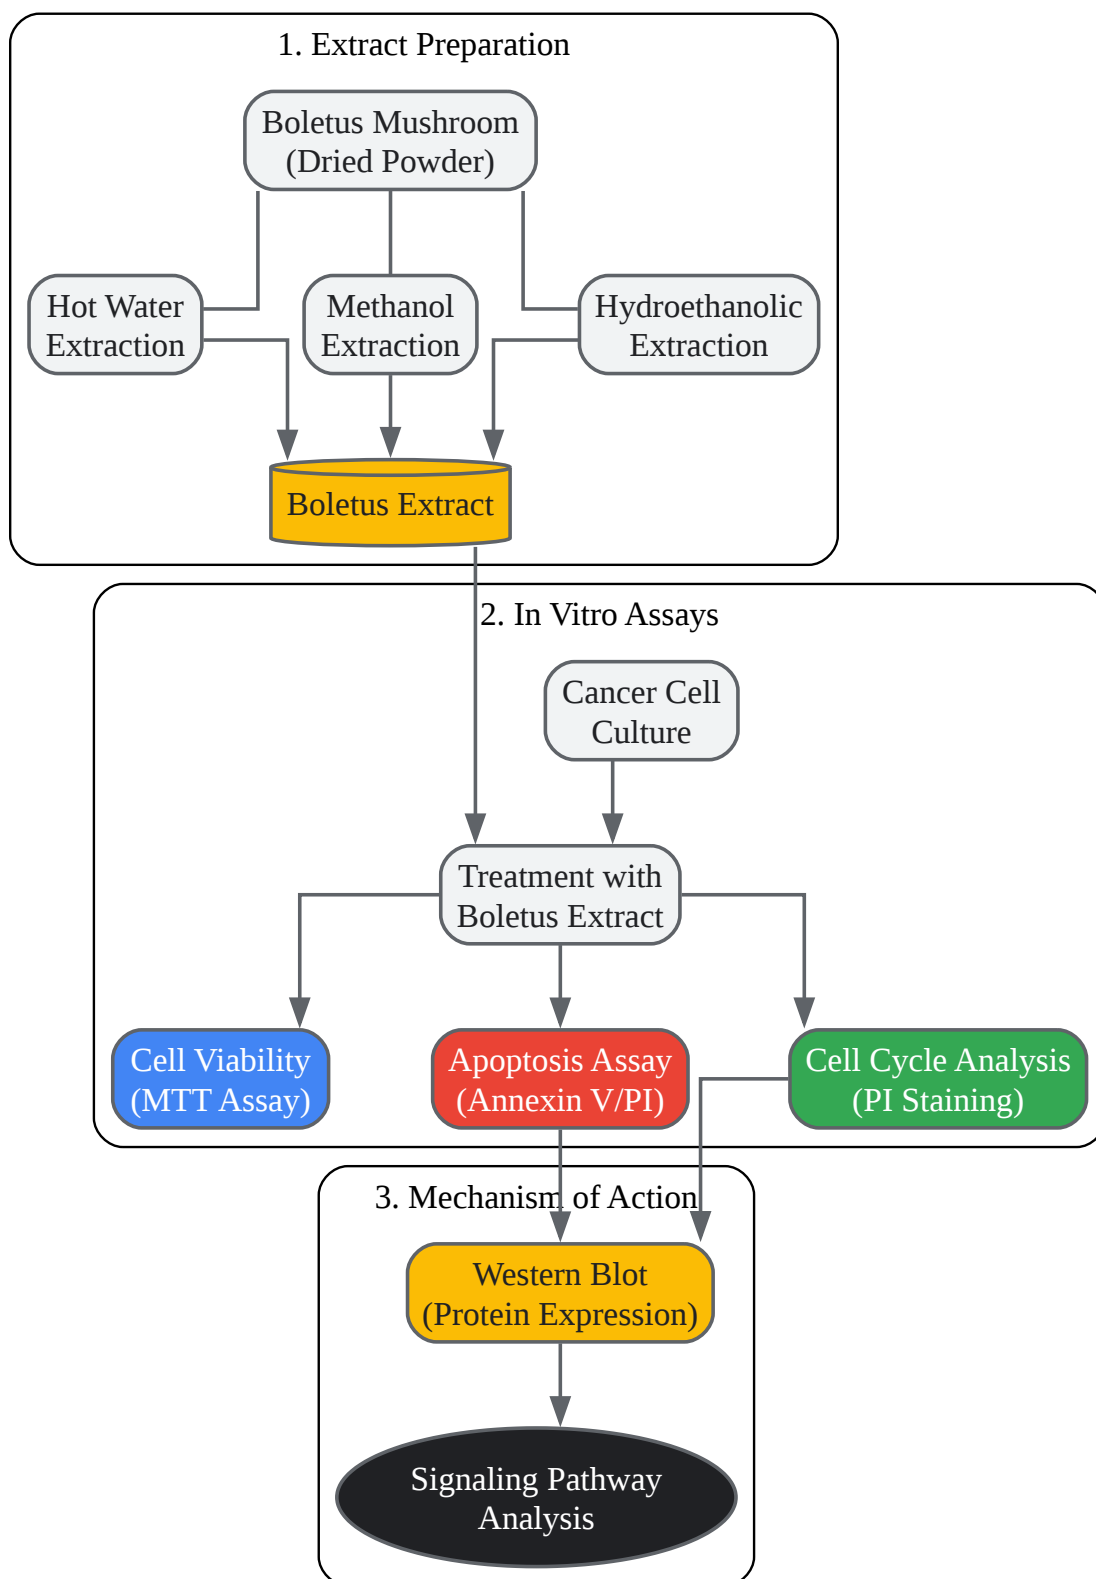 1. Extract Preparation
Boletus Mushroom
(Dried Powder)
Hot Water
Extraction
Methanol
Extraction
Hydroethanolic
Extraction
Boletus Extract
2. In Vitro Assays
Cancer Cell
Culture
Treatment with
Boletus Extract
Cell Viability
(MTT Assay)
Apoptosis Assay
(Annexin V/PI)
Cell Cycle Analysis
(PI Staining)
3. Mechanism of Action
Western Blot
(Protein Expression)
Signaling Pathway
Analysis